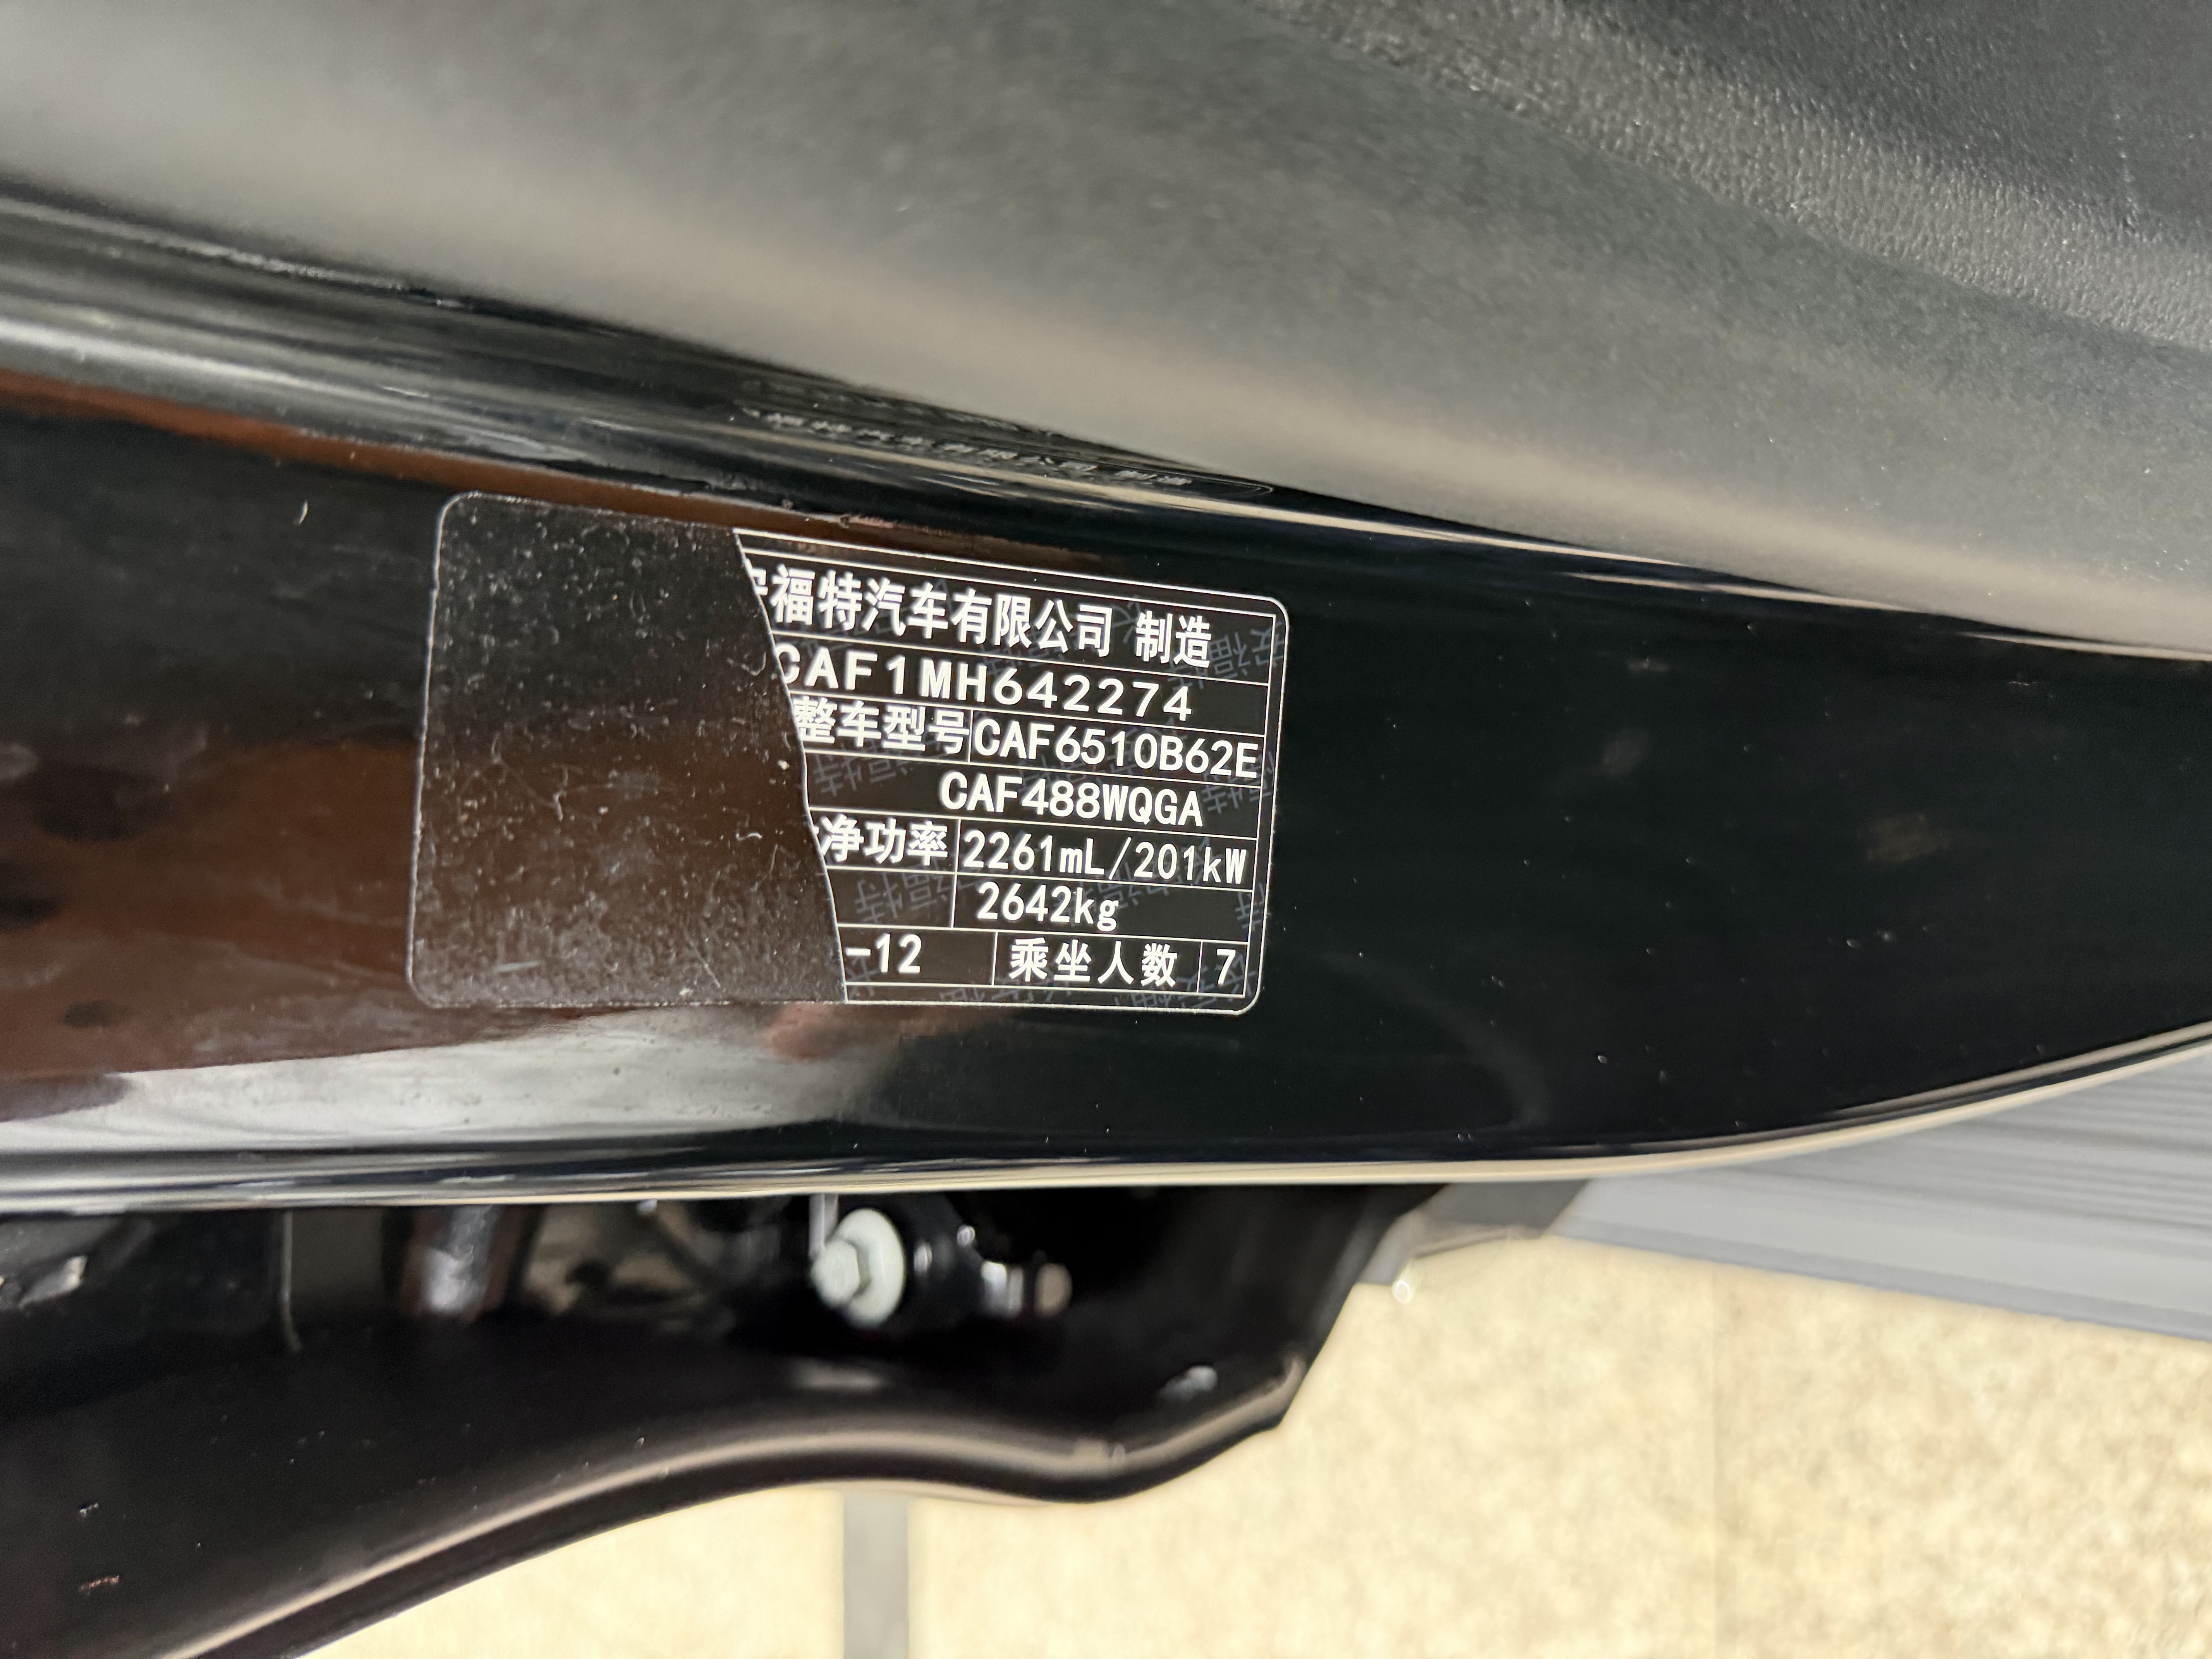 福特汽车有限公司 制造
CAF1MH642274
整车型号 CAF6510B62E
CAF488WQGA
净功率 2261mL/201kW
2642kg
-12 乘坐人数 7